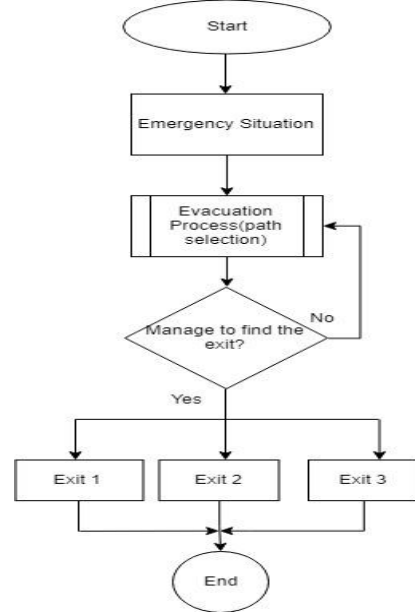 Start
Emergency Situation
Evacuation
Process(path
selection)
Manage to find the
exit?
No
Yes
Exit 1
Exit 2
Exit 3
End